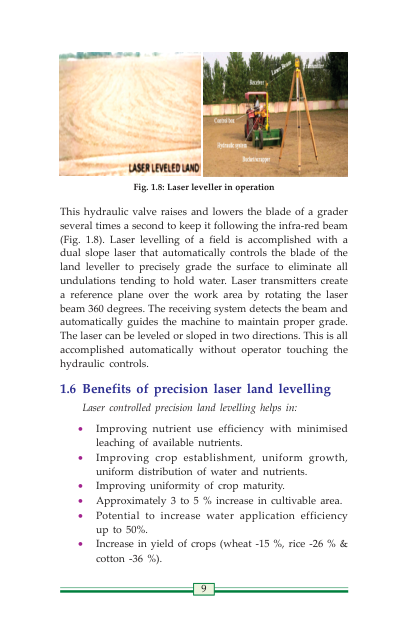 LASER LEVELED LAND
Laser Beam
Receiver
Control box
Hydraulic system
Fig. 1.8: Laser leveller in operation
This hydraulic valve raises and lowers the blade of a grader
several times a second to keep it following the infra-red beam
(Fig. 1.8). Laser levelling of a field is accomplished with a
dual slope laser that automatically controls the blade of the
land leveller to precisely grade the surface to eliminate all
undulations tending to hold water. Laser transmitters create
a reference plane over the work area by rotating the laser
beam 360 degrees. The receiving system detects the beam and
automatically guides the machine to maintain proper grade.
The laser can be leveled or sloped in two directions. This is all
accomplished automatically without operator touching the
hydraulic controls.
1.6 Benefits of precision laser land levelling
Laser controlled precision land levelling helps in:
• Improving nutrient use efficiency with minimised
leaching of available nutrients.
• Improving crop establishment, uniform growth,
uniform distribution of water and nutrients.
• Improving uniformity of crop maturity.
• Approximately 3 to 5 % increase in cultivable area.
• Potential to increase water application efficiency
up to 50%.
• Increase in yield of crops (wheat -15 %, rice -26 % &
cotton -36 %).
9